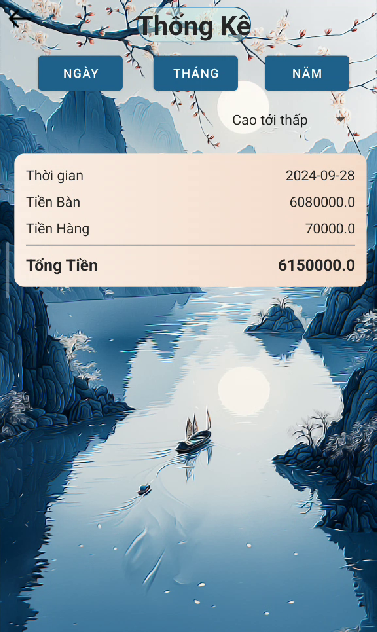 Thống Kê
NGÀY THÁNG NĂM
Cao tới thấp
Thời gian 2024-09-28
Tiền Bàn 6080000.0
Tiền Hàng 70000.0
Tổng Tiền 6150000.0